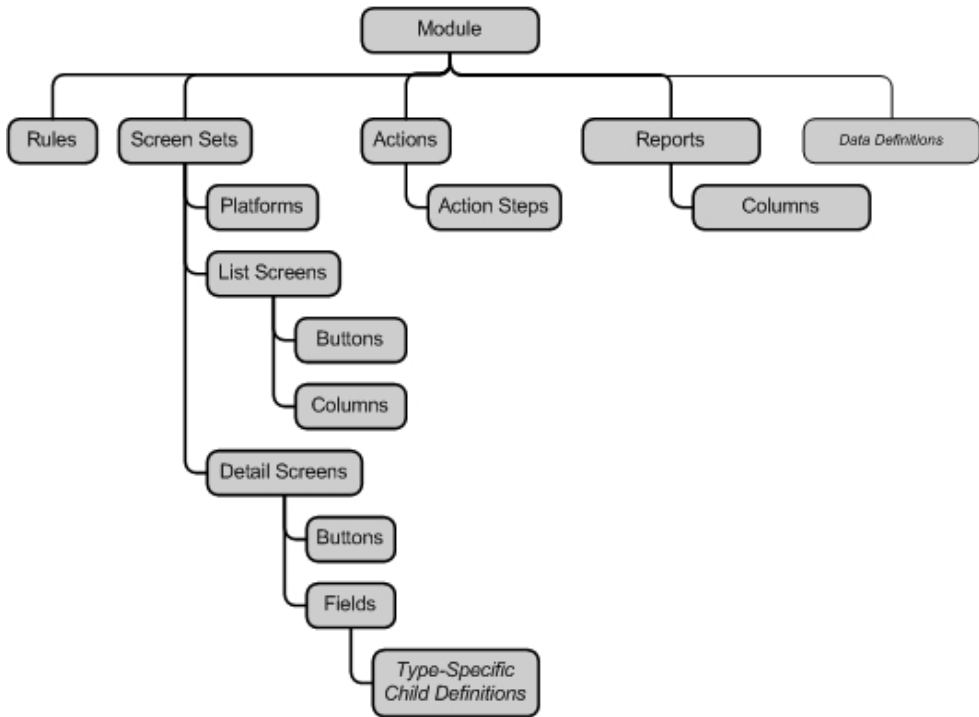 Module
Rules
Screen Sets
Actions
Reports
Data Definitions
Platforms
Action Steps
Columns
List Screens
Buttons
Columns
Detail Screens
Buttons
Fields
Type-Specific
Child Definitions